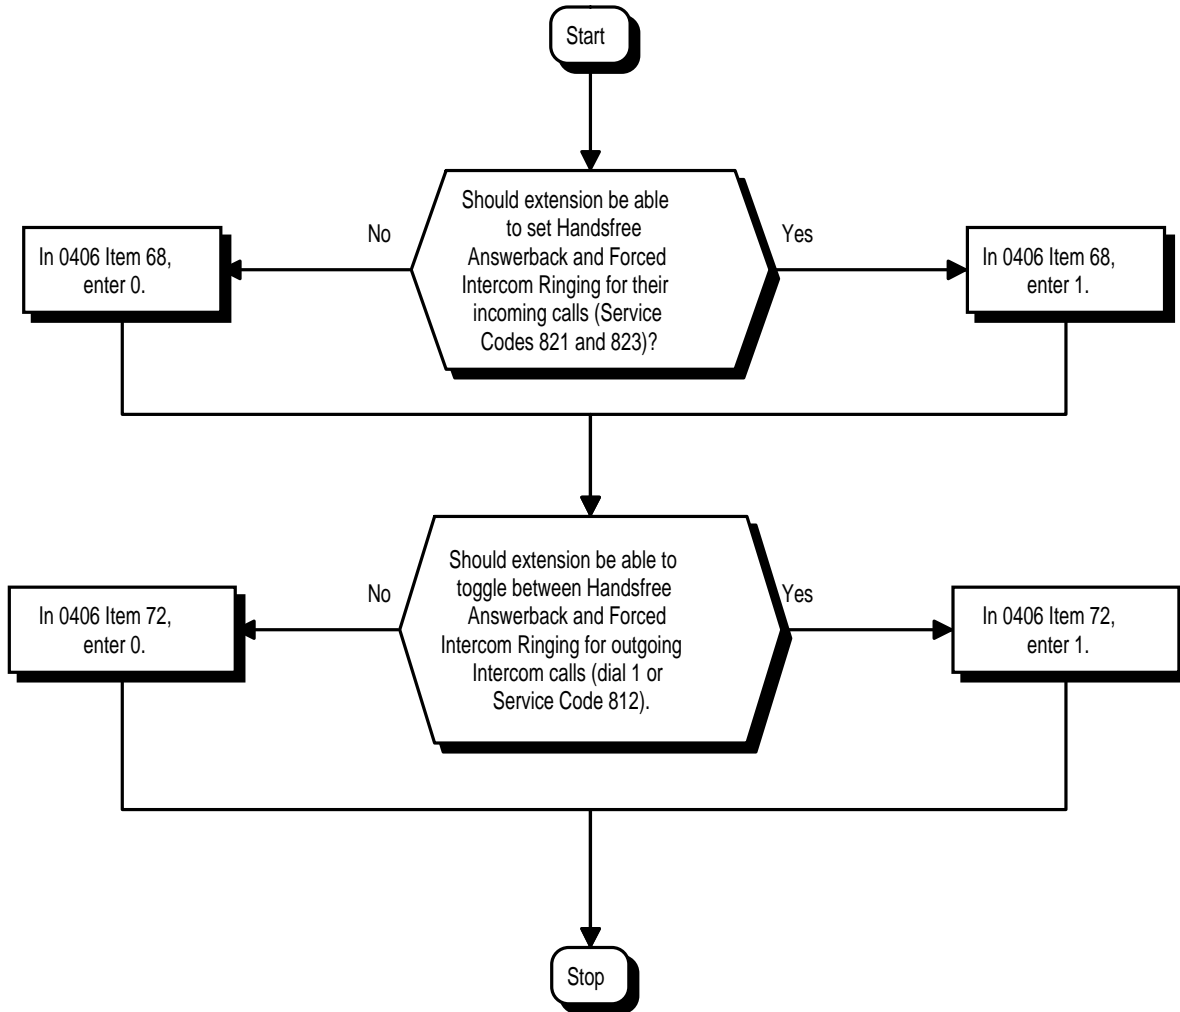 Start
Should extension be able
to set Handsfree
Answerback and Forced
Intercom Ringing for their
incoming calls (Service
Codes 821 and 823)?
No
Yes
In 0406 Item 68,
enter 0.
In 0406 Item 68,
enter 1.
Should extension be able to
toggle between Handsfree
Answerback and Forced
Intercom Ringing for outgoing
Intercom calls (dial 1 or
Service Code 812).
No
Yes
In 0406 Item 72,
enter 0.
In 0406 Item 72,
enter 1.
Stop